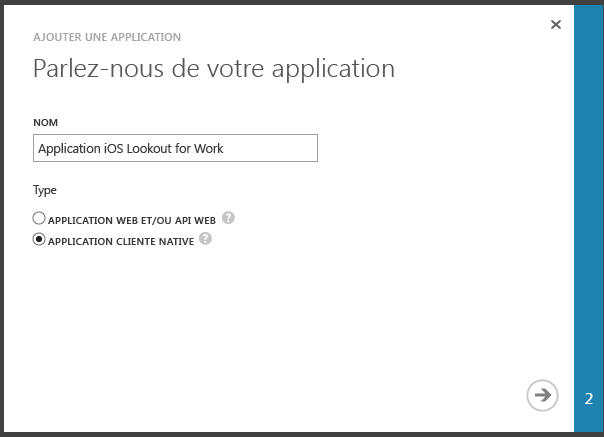 AJOUTER UNE APPLICATION
Parlez-nous de votre application
NOM
Application iOS Lookout for Work
Type
APPLICATION WEB ET/OU API WEB ?
APPLICATION CLIENTE NATIVE ?
2